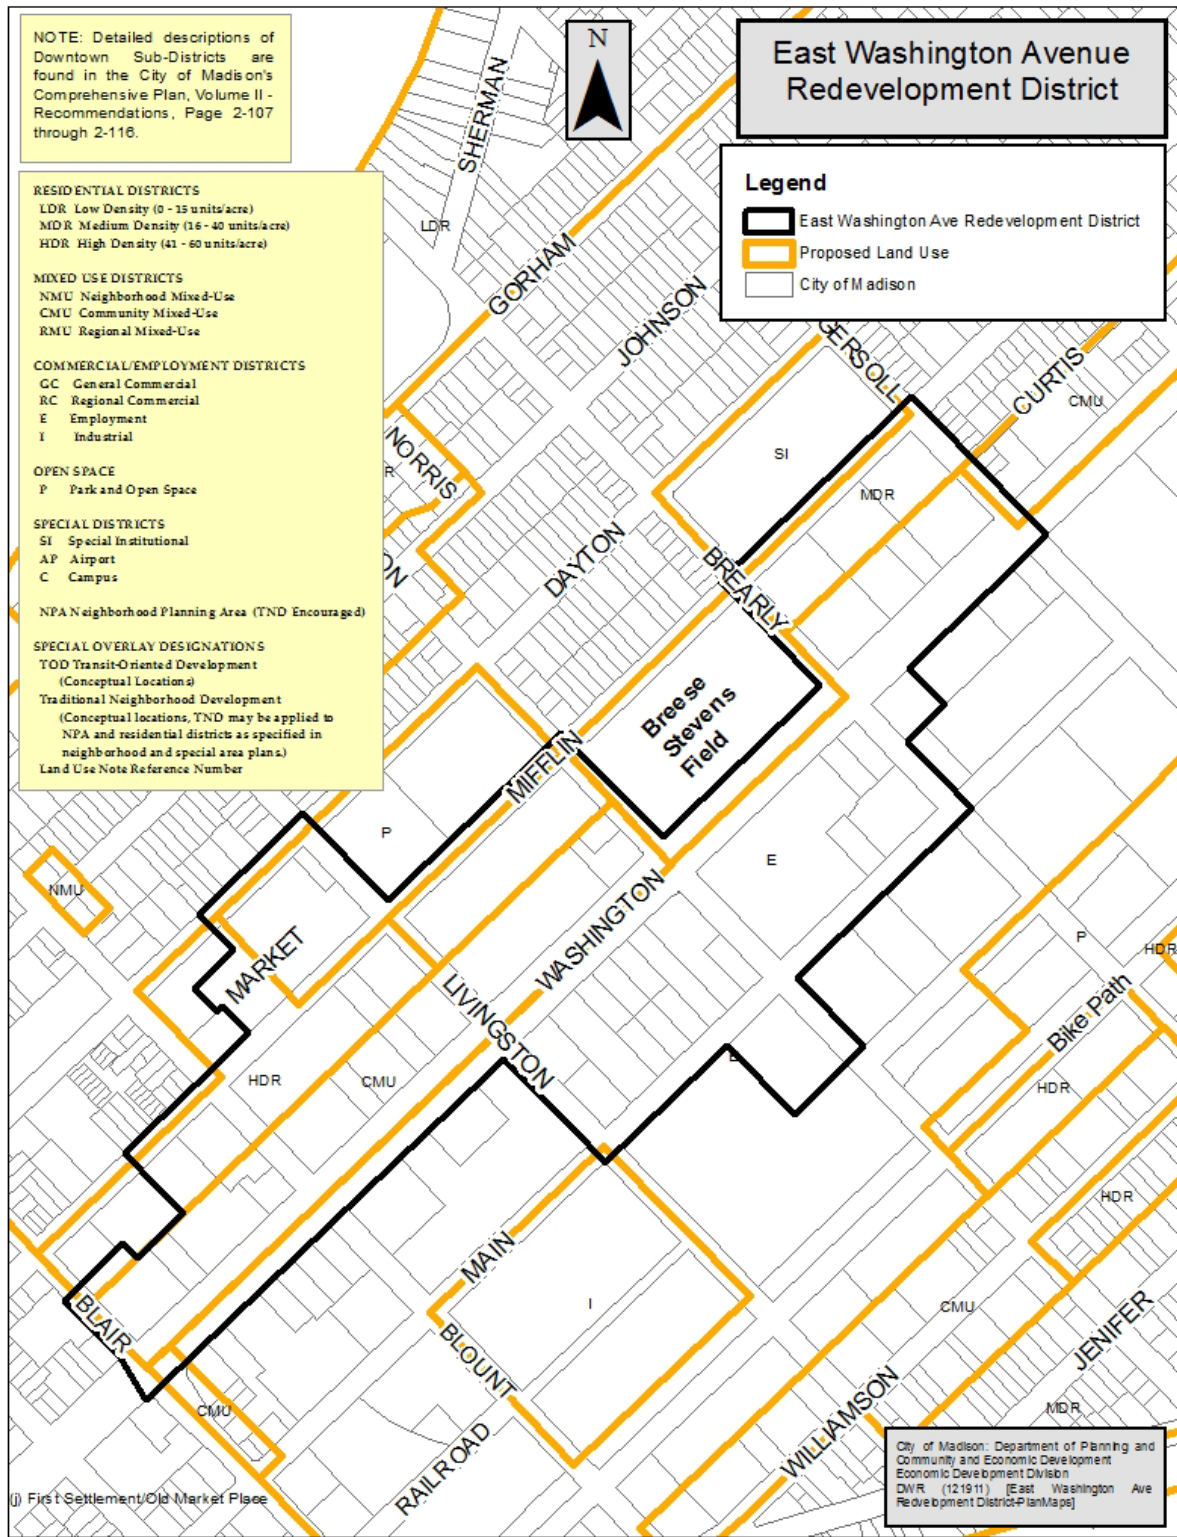 NOTE: Detailed descriptions of
Downtown Sub-Districts are
found in the City of Madison's
Comprehensive Plan, Volume II -
Recommendations, Page 2-107
through 2-116.
N
East Washington Avenue
Redevelopment District
RESIDENTIAL DISTRICTS
LDR Low Density (0 - 15 units/acre)
MDR Medium Density (16 - 40 units/acre)
HDR High Density (41 - 60 units/acre)
MIXED USE DISTRICTS
NMU Neighborhood Mixed-Use
CMU Community Mixed-Use
RMU Regional Mixed-Use
COMMERCIAL/EMPLOYMENT DISTRICTS
GC General Commercial
RC Regional Commercial
E Employment
I Industrial
OPEN SPACE
P Park and Open Space
SPECIAL DISTRICTS
SI Special Institutional
AP Airport
C Campus
NPA Neighborhood Planning Area (TND Encouraged)
SPECIAL OVERLAY DESIGNATIONS
TOD Transit-Oriented Development
(Conceptual Locations)
Traditional Neighborhood Development
(Conceptual locations, TND may be applied to
NPA and residential districts as specified in
neighborhood and special area plans.)
Land Use Note Reference Number
Legend
East Washington Ave Redevelopment District
Proposed Land Use
City of Madison
SHERMAN
LDR
GORHAM
JOHNSON
GERSOLL
CURTIS
CMU
NORRIS
R
SI
MDR
ON
DAYTON
BREARLY
Breese
Stevens
Field
MIFFLIN
P
E
NMU
MARKET
WASHINGTON
P
HDR
LIVINGSTON
Bike Path
HDR
CMU
E
HDR
HDR
MAIN
I
CMU
BLAIR
BLOUNT
JENIFER
CMU
WILLIAMSON
MDR
RAILROAD
(j) First Settlement/Old Market Place
City of Madison: Department of Planning and
Community and Economic Development
Economic Development Division
DWR (121911) [East Washington Ave
Redevelopment District-PlanMaps]